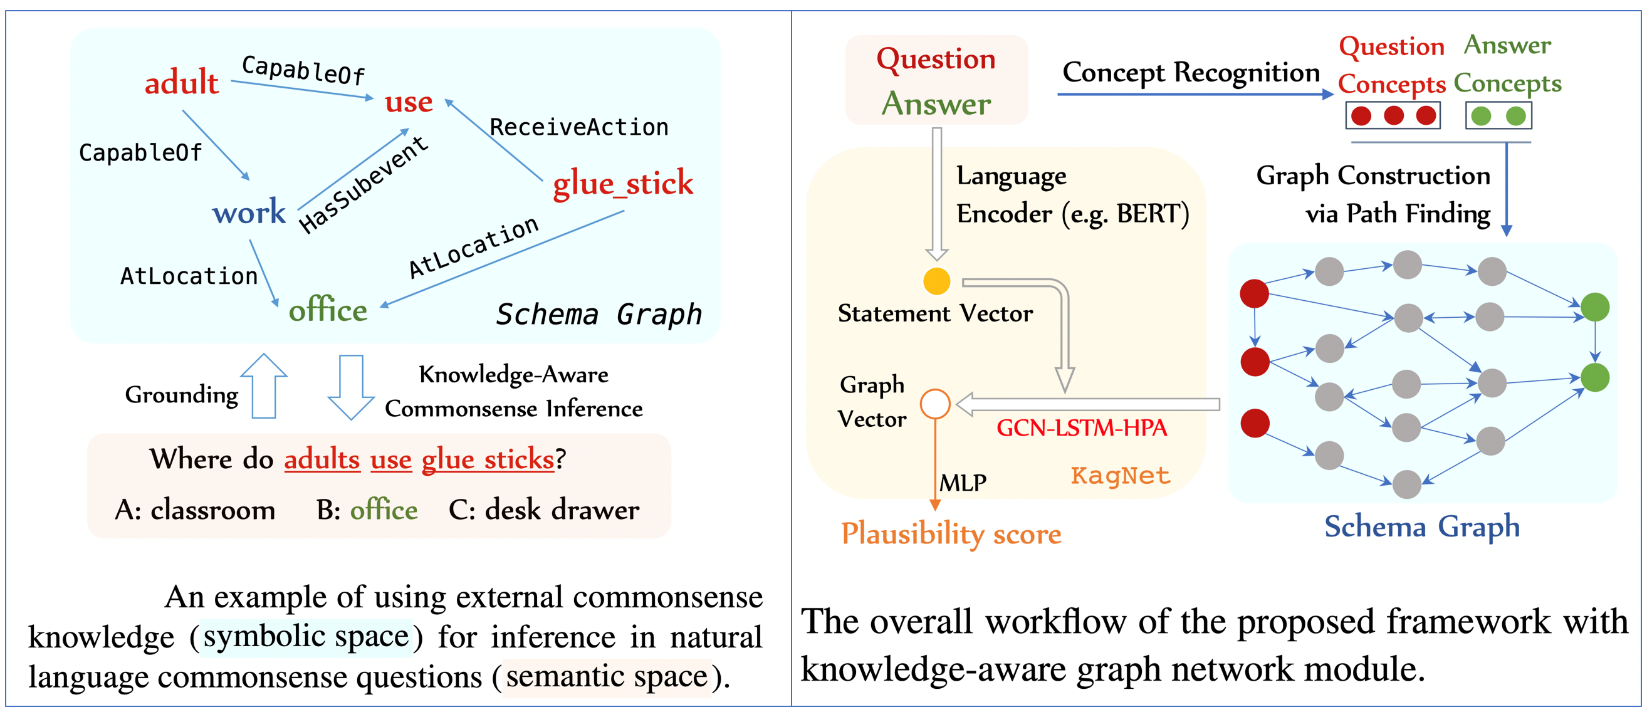 adult
CapableOf
use
CapableOf
ReceiveAction
HasSubevent
glue_stick
work
AtLocation
AtLocation
office
Schema Graph
Grounding
Knowledge-Aware
Commonsense Inference
Where do adults use glue sticks?
A: classroom B: office C: desk drawer
An example of using external commonsense
knowledge (symbolic space) for inference in natural
language commonsense questions (semantic space).
Question
Answer
Concept Recognition
Question
Concepts
Answer
Concepts
Language
Encoder (e.g. BERT)
Graph Construction
via Path Finding
Statement Vector
Graph
Vector
GCN-LSTM-HPA
KagNet
MLP
Plausibility score
Schema Graph
The overall workflow of the proposed framework with
knowledge-aware graph network module.